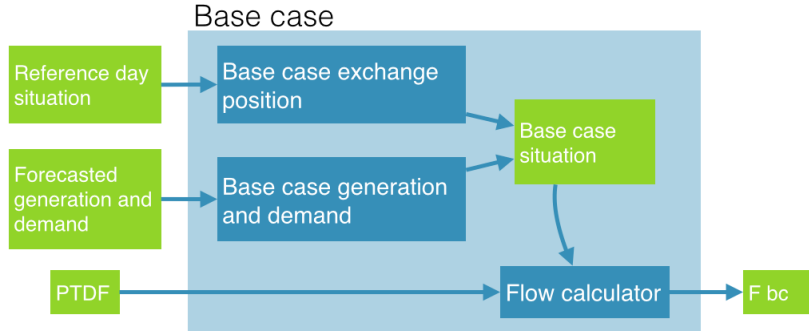 Base case
Reference day
situation
Base case exchange
position
Base case
situation
Forecasted
generation and
demand
Base case generation
and demand
PTDF
Flow calculator
F bc